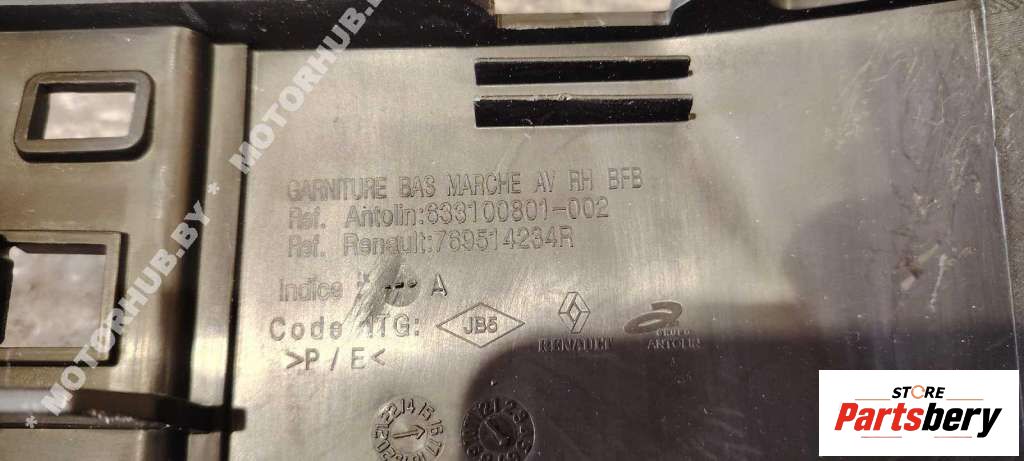 GARNITURE BAS MARCHE AV RH BFB
Ref. Antolin:633100801-002
Ref. Renault:769514234R
Indice A
Code ITG: JB5
RENAULT
GRUPO
ANTOLIN
>P/E<
* MOTORHUB.BY * MOTORHUB.BY *
STORE
Partsbery